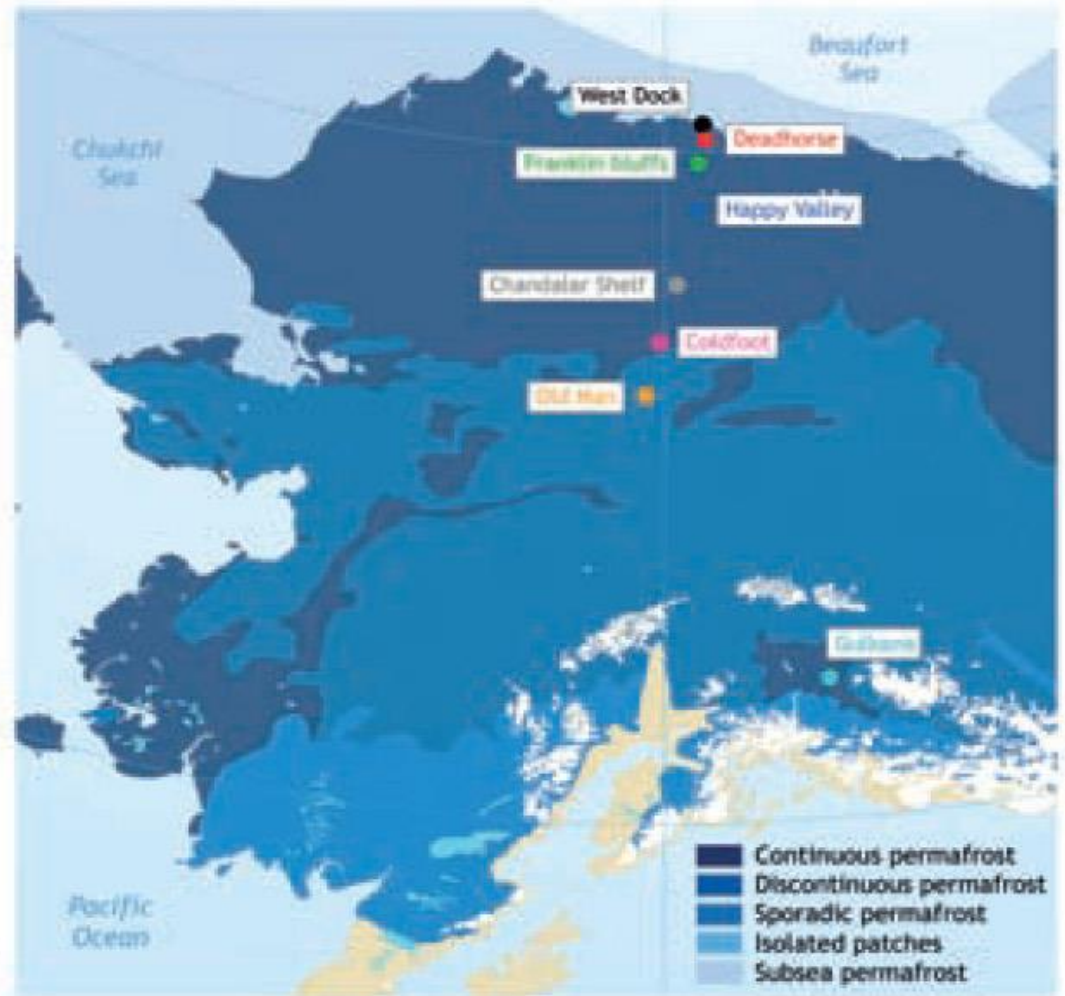 Beaufort
Sea
West Dock
Chukchi
Sea
Deadhorse
Franklin bluffs
Happy Valley
Chandalar Shelf
Coldfoot
Old Man
Gulkana
Continuous permafrost
Discontinuous permafrost
Sporadic permafrost
Isolated patches
Subsea permafrost
Pacific
Ocean